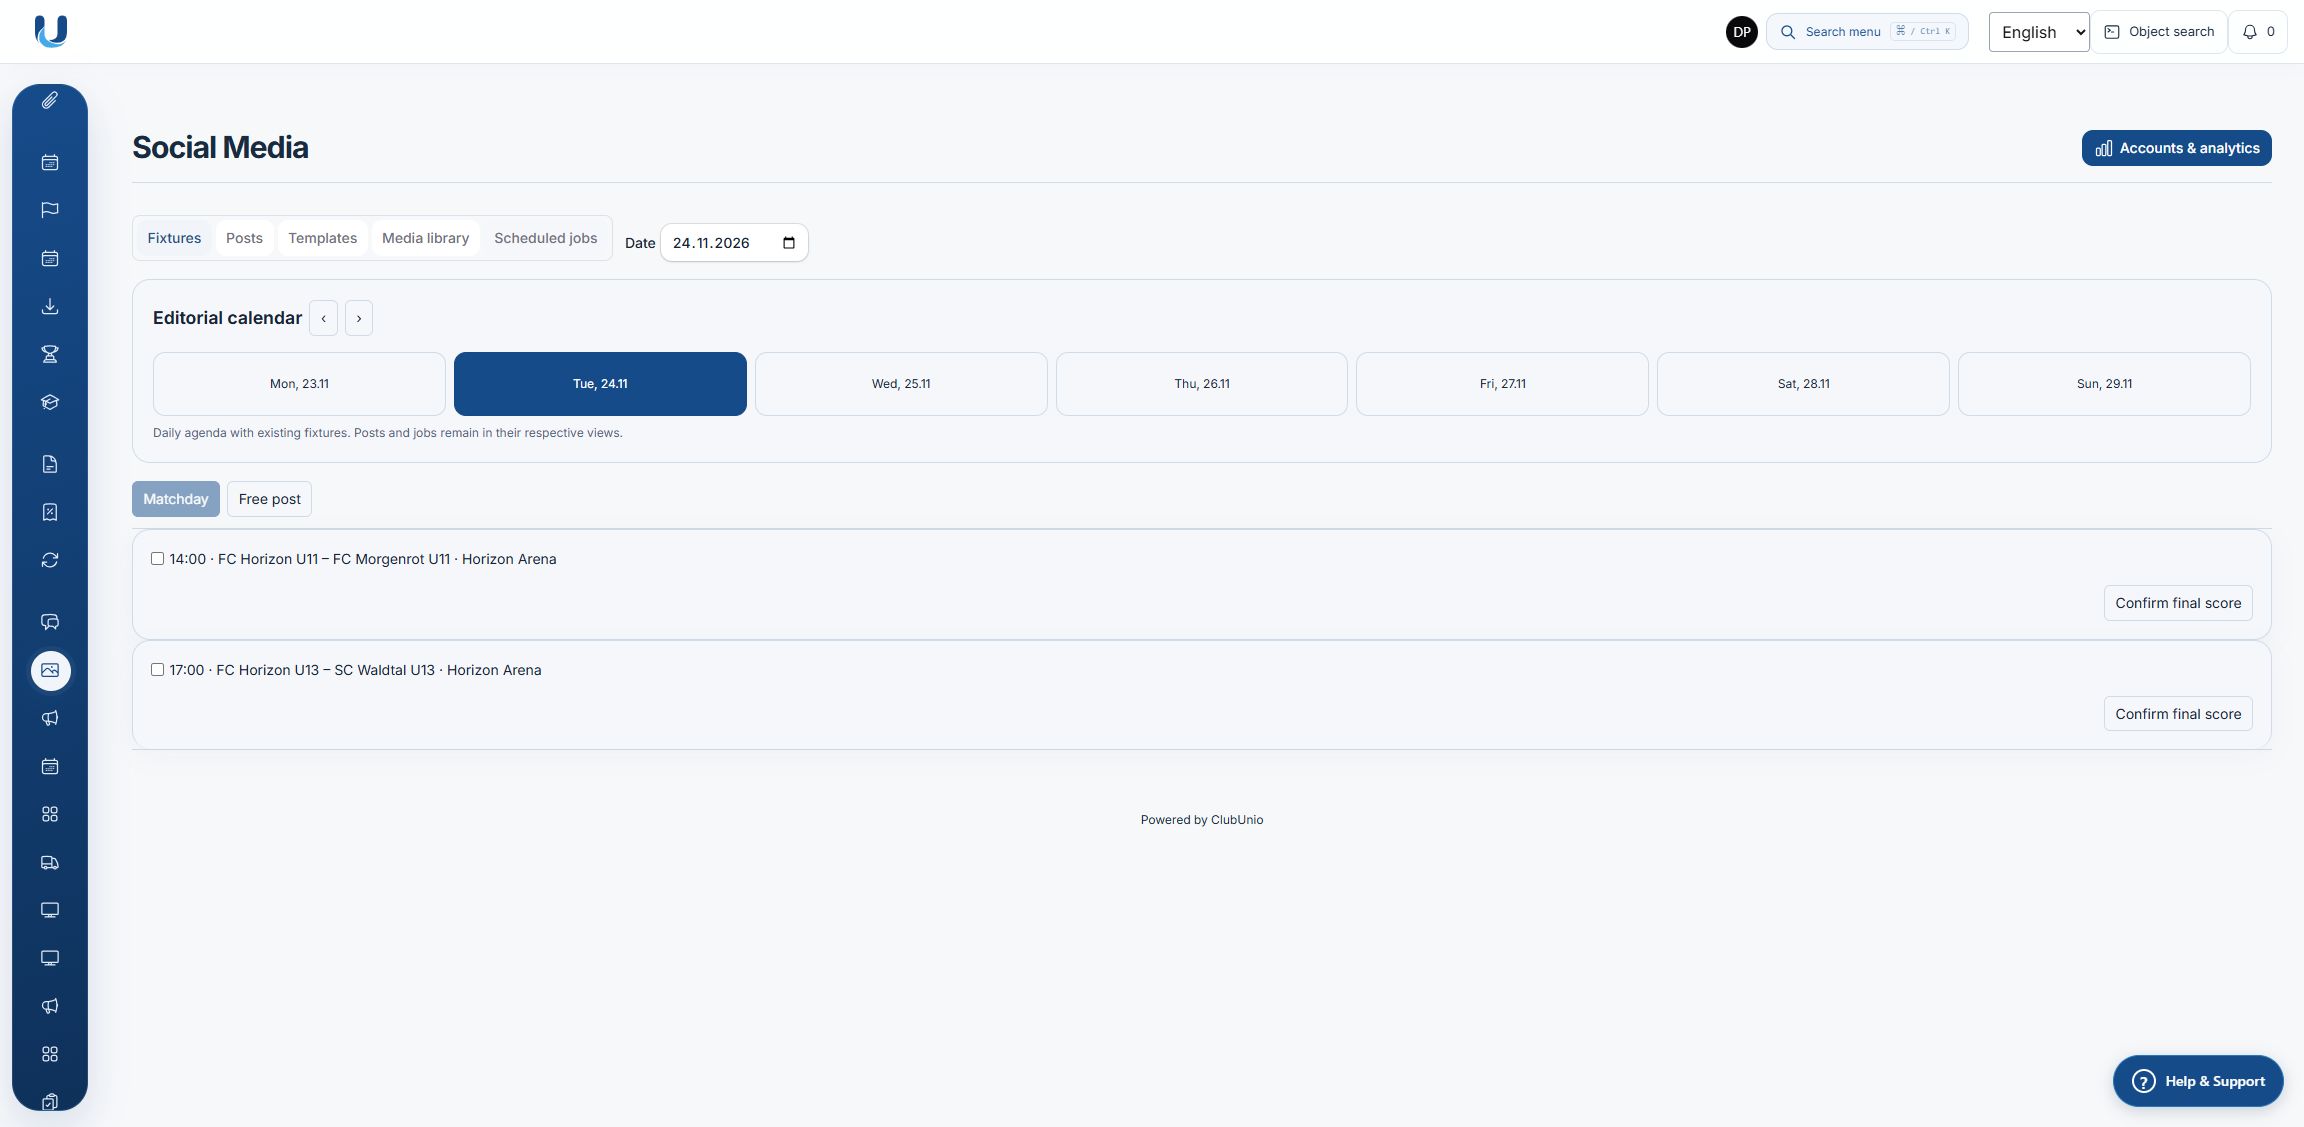 DP
Search menu
⌘ / Ctrl K
English
Object search
0
Social Media
Accounts & analytics
Fixtures
Posts
Templates
Media library
Scheduled jobs
Date
24.11.2026
Editorial calendar
‹
›
Mon, 23.11
Tue, 24.11
Wed, 25.11
Thu, 26.11
Fri, 27.11
Sat, 28.11
Sun, 29.11
Daily agenda with existing fixtures. Posts and jobs remain in their respective views.
Matchday
Free post
14:00 · FC Horizon U11 – FC Morgenrot U11 · Horizon Arena
Confirm final score
17:00 · FC Horizon U13 – SC Waldtal U13 · Horizon Arena
Confirm final score
Powered by ClubUnio
? Help & Support